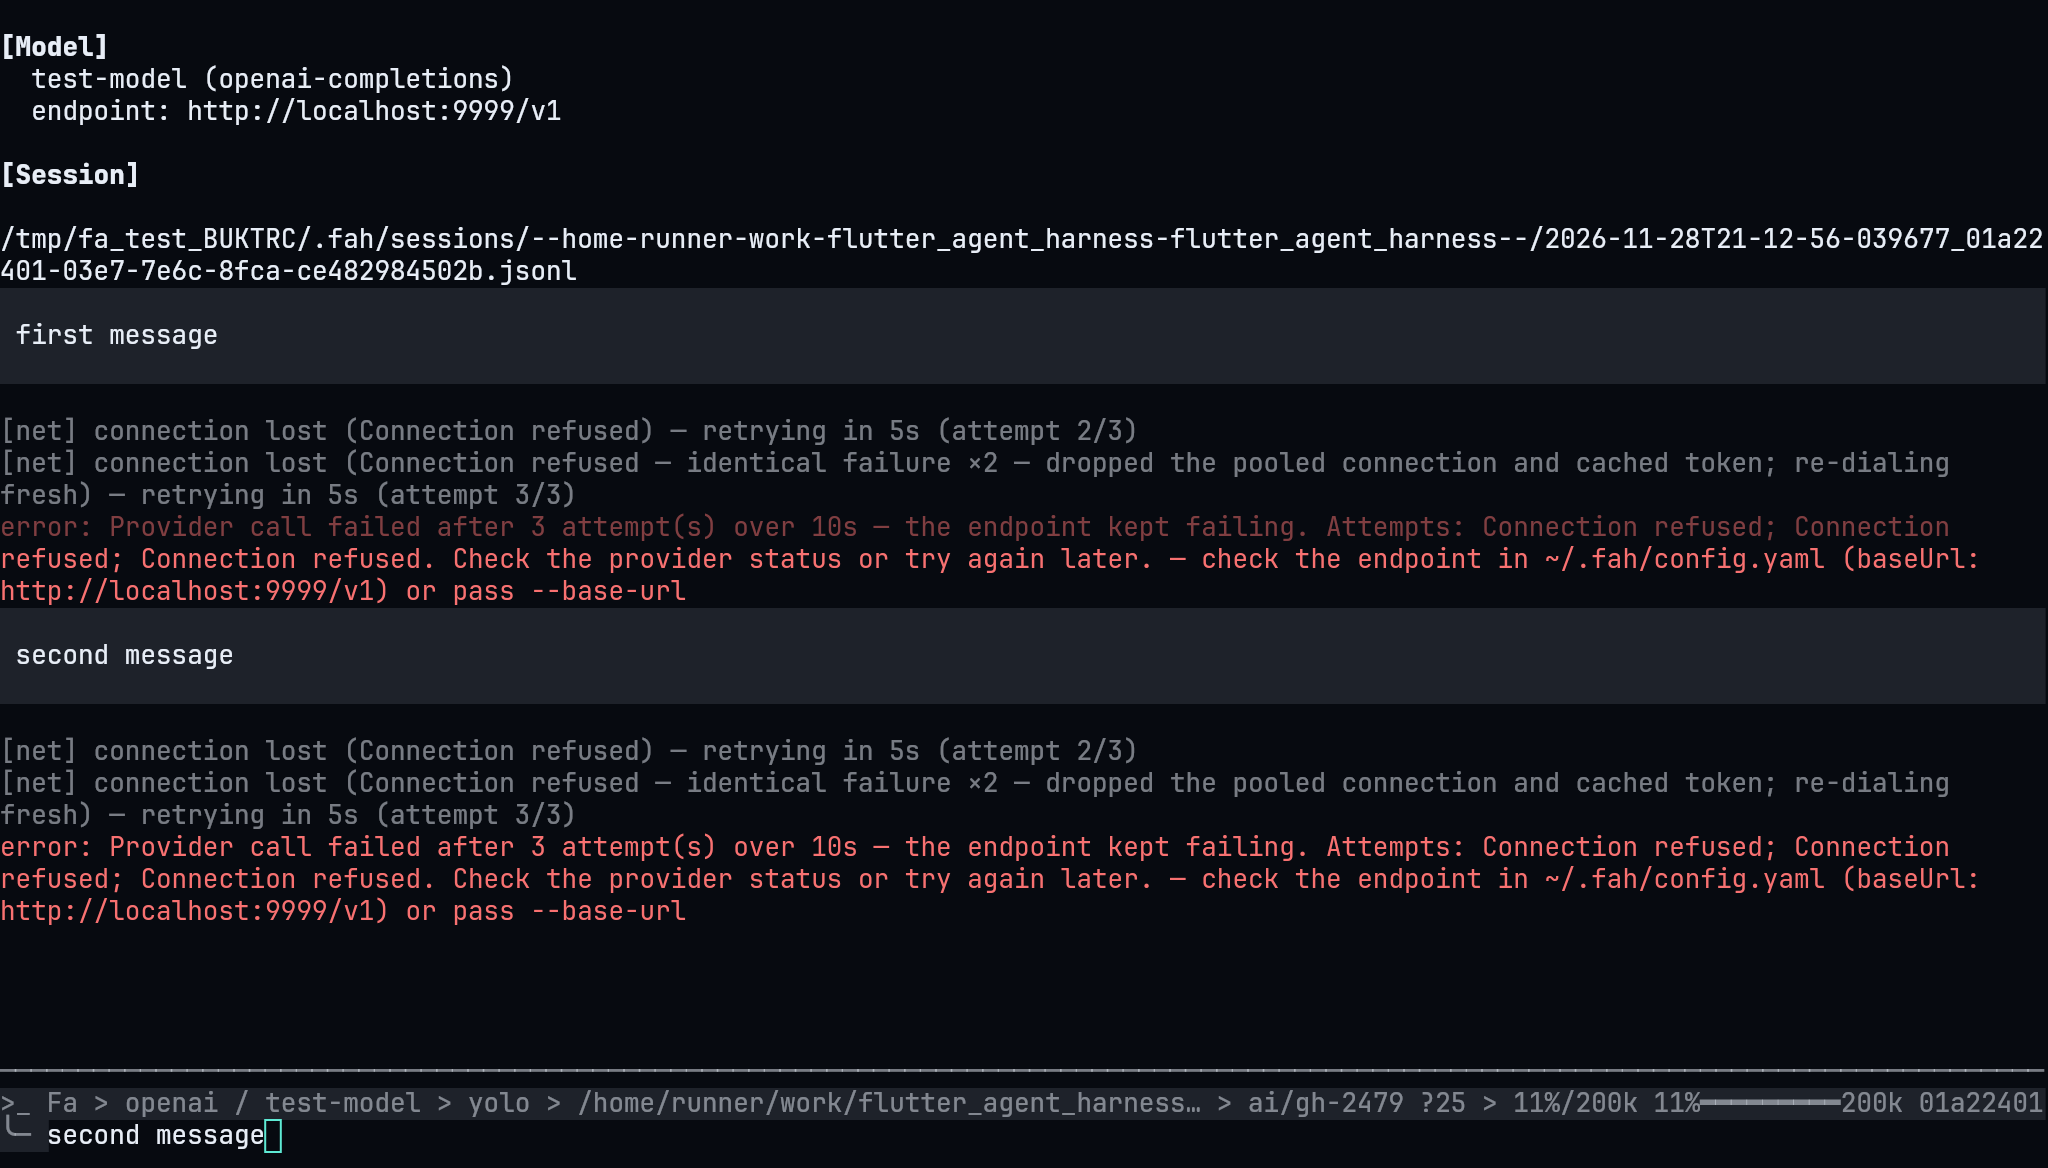 [Model]
test-model (openai-completions)
endpoint: http://localhost:9999/v1
[Session]
/tmp/fa_test_BUKTRC/.fah/sessions/--home-runner-work-flutter_agent_harness-flutter_agent_harness--/2026-11-28T21-12-56-039677_01a22
401-03e7-7e6c-8fca-ce482984502b.jsonl
first message
[net] connection lost (Connection refused) — retrying in 5s (attempt 2/3)
[net] connection lost (Connection refused — identical failure ×2 — dropped the pooled connection and cached token; re-dialing
fresh) — retrying in 5s (attempt 3/3)
error: Provider call failed after 3 attempt(s) over 10s — the endpoint kept failing. Attempts: Connection refused; Connection
refused; Connection refused. Check the provider status or try again later. — check the endpoint in ~/.fah/config.yaml (baseUrl:
http://localhost:9999/v1) or pass --base-url
second message
[net] connection lost (Connection refused) — retrying in 5s (attempt 2/3)
[net] connection lost (Connection refused — identical failure ×2 — dropped the pooled connection and cached token; re-dialing
fresh) — retrying in 5s (attempt 3/3)
error: Provider call failed after 3 attempt(s) over 10s — the endpoint kept failing. Attempts: Connection refused; Connection
refused; Connection refused. Check the provider status or try again later. — check the endpoint in ~/.fah/config.yaml (baseUrl:
http://localhost:9999/v1) or pass --base-url
>_ Fa > openai / test-model > yolo > /home/runner/work/flutter_agent_harness… > ai/gh-2479 ?25 > 11%/200k 11%━━━━━━━━━200k 01a22401
╰─ second message